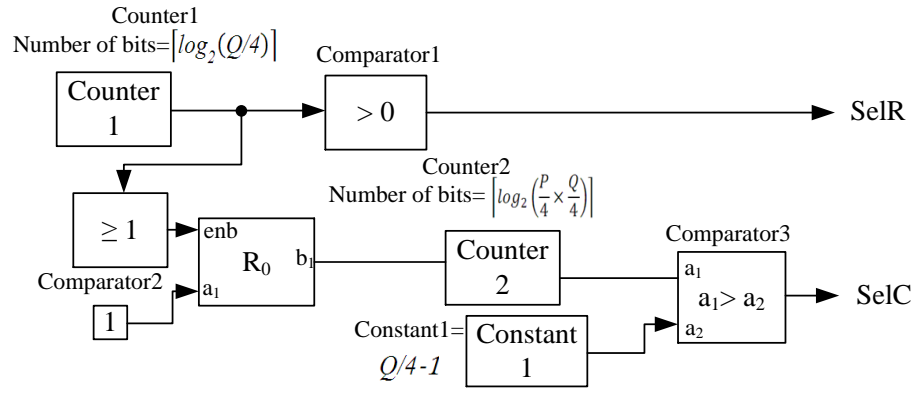 Counter1
Number of bits=⌈log₂(Q/4)⌉
Comparator1
Counter
1
> 0
SelR
Counter2
Number of bits= ⌈log₂(P/4 × Q/4)⌉
≥ 1
enb
R₀
b₁
a₁
Comparator2
1
Counter
2
Comparator3
a₁
a₁> a₂
a₂
SelC
Constant1=
Q/4-1
Constant
1